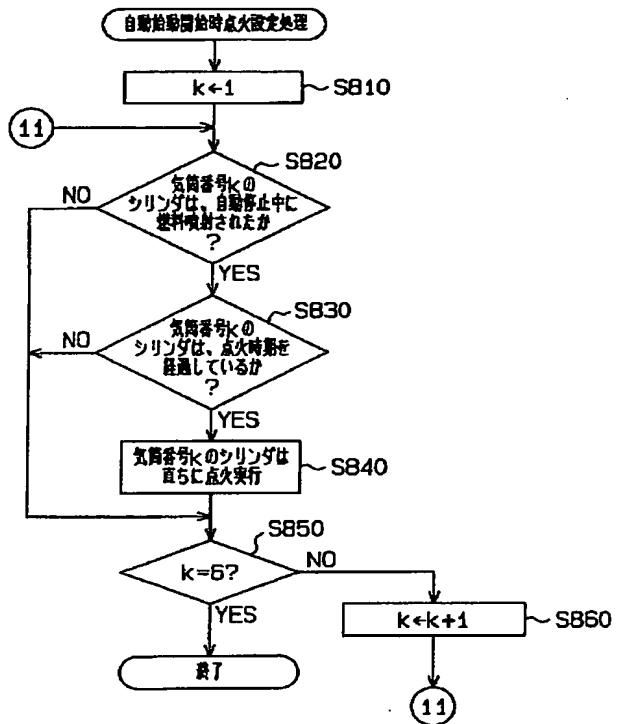 自動始動開始時点火設定処理
k←1
S810
11
S820
気筒番号kの
シリンダは、自動停止中に
燃料噴射されたか
?
NO
YES
S830
気筒番号kの
シリンダは、点火時期を
経過しているか
?
NO
YES
気筒番号kのシリンダは
直ちに点火実行
S840
S850
k=6?
NO
YES
k←k+1
S860
終了
11